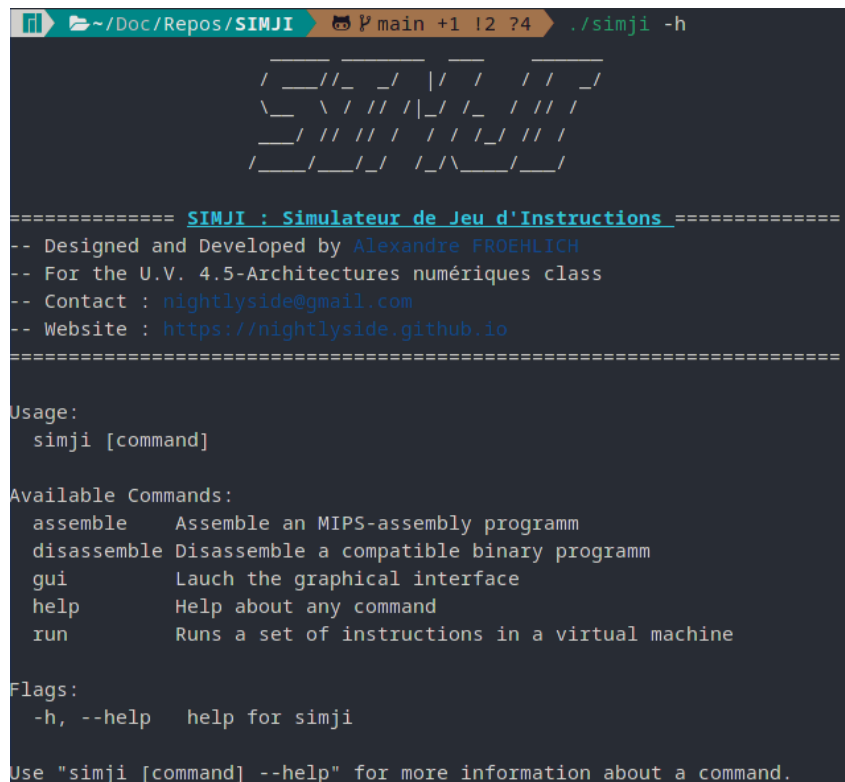 ~/Doc/Repos/SIMJI main +1 !2 ?4 ./simji -h
SIMJI
============== SIMJI : Simulateur de Jeu d'Instructions ==============
-- Designed and Developed by Alexandre FROEHLICH
-- For the U.V. 4.5-Architectures numériques class
-- Contact : nightlyside@gmail.com
-- Website : https://nightlyside.github.io
======================================================================
Usage:
simji [command]
Available Commands:
assemble Assemble an MIPS-assembly programm
disassemble Disassemble a compatible binary programm
gui Lauch the graphical interface
help Help about any command
run Runs a set of instructions in a virtual machine
Flags:
-h, --help help for simji
Use "simji [command] --help" for more information about a command.